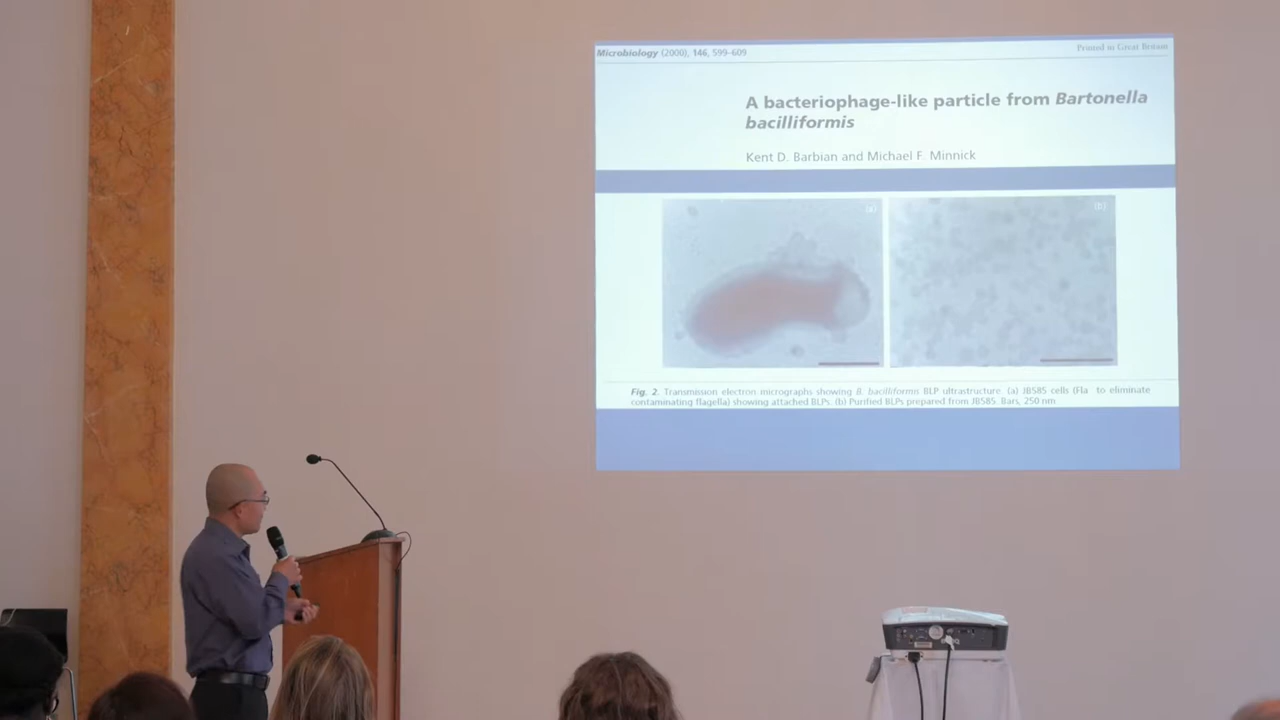 Microbiology (2000), 146, 599–609
Printed in Great Britain
A bacteriophage-like particle from Bartonella
bacilliformis
Kent D. Barbian and Michael F. Minnick
(a)
(b)
Fig. 2. Transmission electron micrographs showing B. bacilliformis BLP ultrastructure. (a) JB585 cells (Fla to eliminate
contaminating flagella) showing attached BLPs. (b) Purified BLPs prepared from JB585. Bars, 250 nm